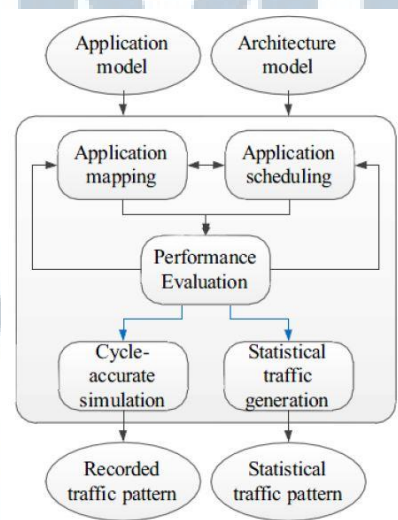 Application
model
Architecture
model
Application
mapping
Application
scheduling
Performance
Evaluation
Cycle-
accurate
simulation
Statistical
traffic
generation
Recorded
traffic pattern
Statistical
traffic pattern